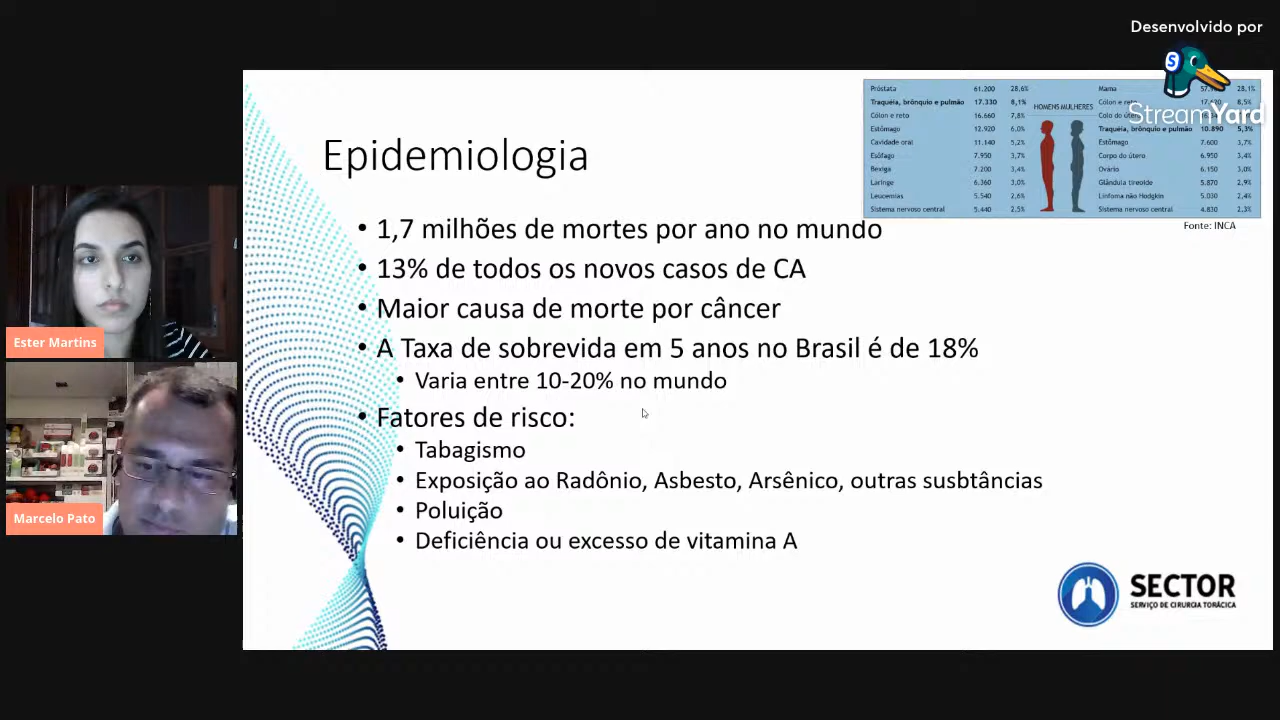 Desenvolvido por
StreamYard
Próstata 61.200 28,6%
Traquéia, brônquio e pulmão 17.330 8,1%
Cólon e reto 16.660 7,8%
Estômago 12.920 6,0%
Cavidade oral 11.140 5,2%
Esôfago 7.950 3,7%
Bexiga 7.200 3,4%
Laringe 6.360 3,0%
Leucemias 5.540 2,6%
Sistema nervoso central 5.440 2,5%
HOMENS MULHERES
Mama 28,1%
Cólon e reto 8,5%
Colo do útero
Traquéia, brônquio e pulmão 10.890 5,3%
Estômago 7.600 3,7%
Corpo do útero 6.950 3,4%
Ovário 6.150 3,0%
Glândula tireoide 5.870 2,9%
Linfoma não Hodgkin 5.030 2,4%
Sistema nervoso central 4.830 2,3%
Fonte: INCA
Epidemiologia
• 1,7 milhões de mortes por ano no mundo
• 13% de todos os novos casos de CA
• Maior causa de morte por câncer
• A Taxa de sobrevida em 5 anos no Brasil é de 18%
• Varia entre 10-20% no mundo
• Fatores de risco:
• Tabagismo
• Exposição ao Radônio, Asbesto, Arsênico, outras susbtâncias
• Poluição
• Deficiência ou excesso de vitamina A
Ester Martins
Marcelo Pato
SECTOR
SERVIÇO DE CIRURGIA TORÁCICA